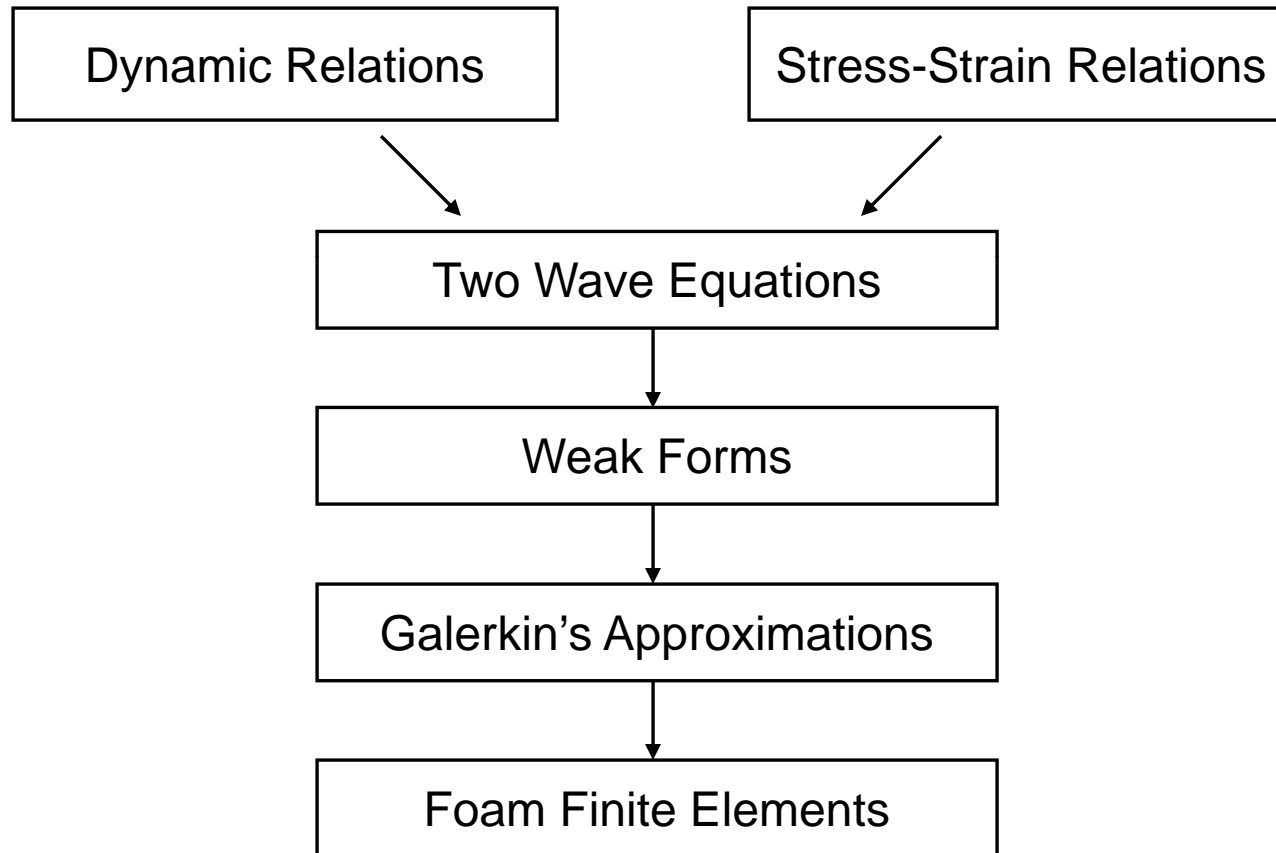 Dynamic Relations
Stress-Strain Relations
Two Wave Equations
Weak Forms
Galerkin’s Approximations
Foam Finite Elements